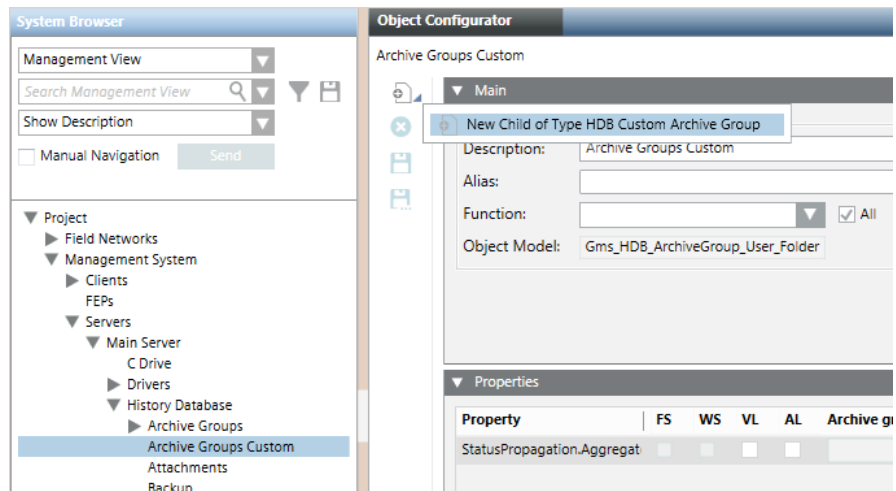 System Browser
Management View
Search Management View
Show Description
Manual Navigation
Send
Project
Field Networks
Management System
Clients
FEPs
Servers
Main Server
C Drive
Drivers
History Database
Archive Groups
Archive Groups Custom
Attachments
Backup
Object Configurator
Archive Groups Custom
Main
New Child of Type HDB Custom Archive Group
Description: Archive Groups Custom
Alias:
Function: All
Object Model: Gms_HDB_ArchiveGroup_User_Folder
Properties
Property FS WS VL AL Archive gr
StatusPropagation.Aggregat